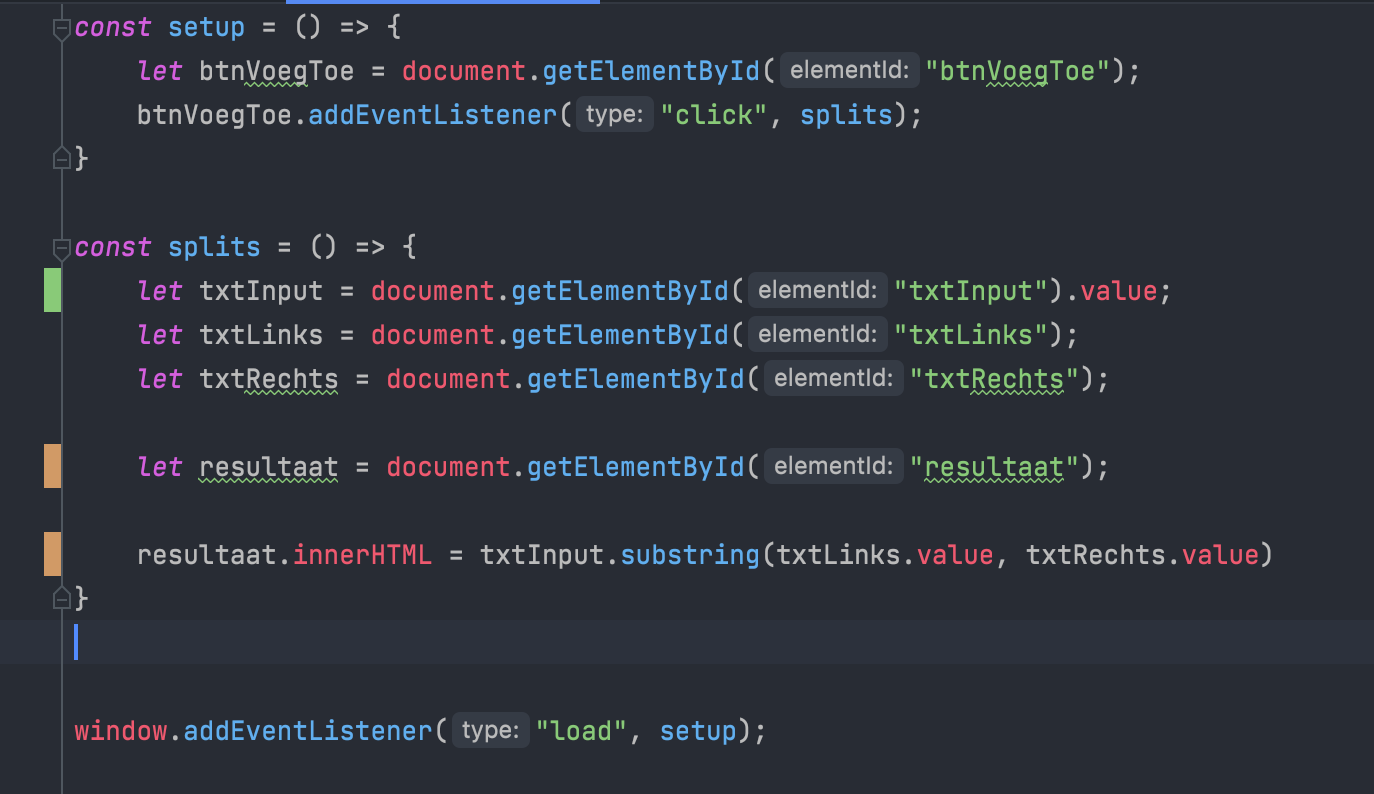 const setup = () => {
    let btnVoegToe = document.getElementById( elementId: "btnVoegToe");
    btnVoegToe.addEventListener( type: "click", splits);
}
const splits = () => {
    let txtInput = document.getElementById( elementId: "txtInput").value;
    let txtLinks = document.getElementById( elementId: "txtLinks");
    let txtRechts = document.getElementById( elementId: "txtRechts");
    let resultaat = document.getElementById( elementId: "resultaat");
    resultaat.innerHTML = txtInput.substring(txtLinks.value, txtRechts.value)
}
window.addEventListener( type: "load", setup);